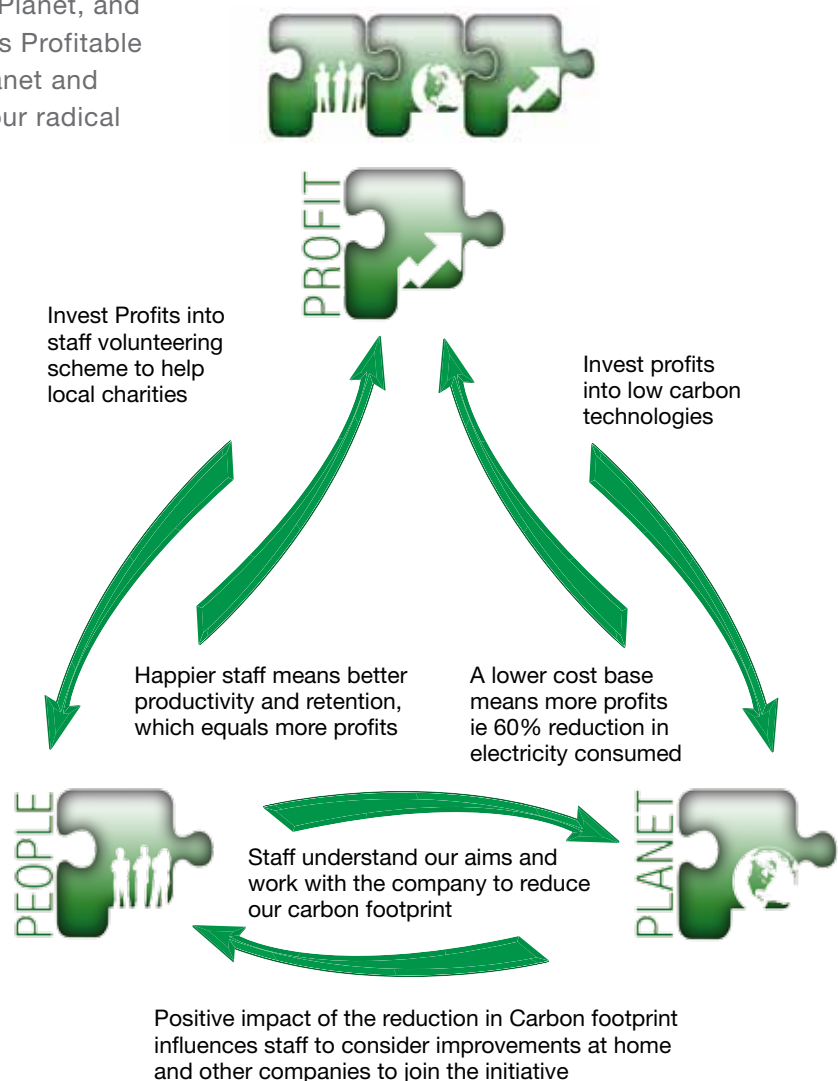 Planet, and
s Profitable
anet and
our radical
PROFIT
Invest Profits into
staff volunteering
scheme to help
local charities
Invest profits
into low carbon
technologies
Happier staff means better
productivity and retention,
which equals more profits
A lower cost base
means more profits
ie 60% reduction in
electricity consumed
PEOPLE
Staff understand our aims and
work with the company to reduce
our carbon footprint
PLANET
Positive impact of the reduction in Carbon footprint
influences staff to consider improvements at home
and other companies to join the initiative